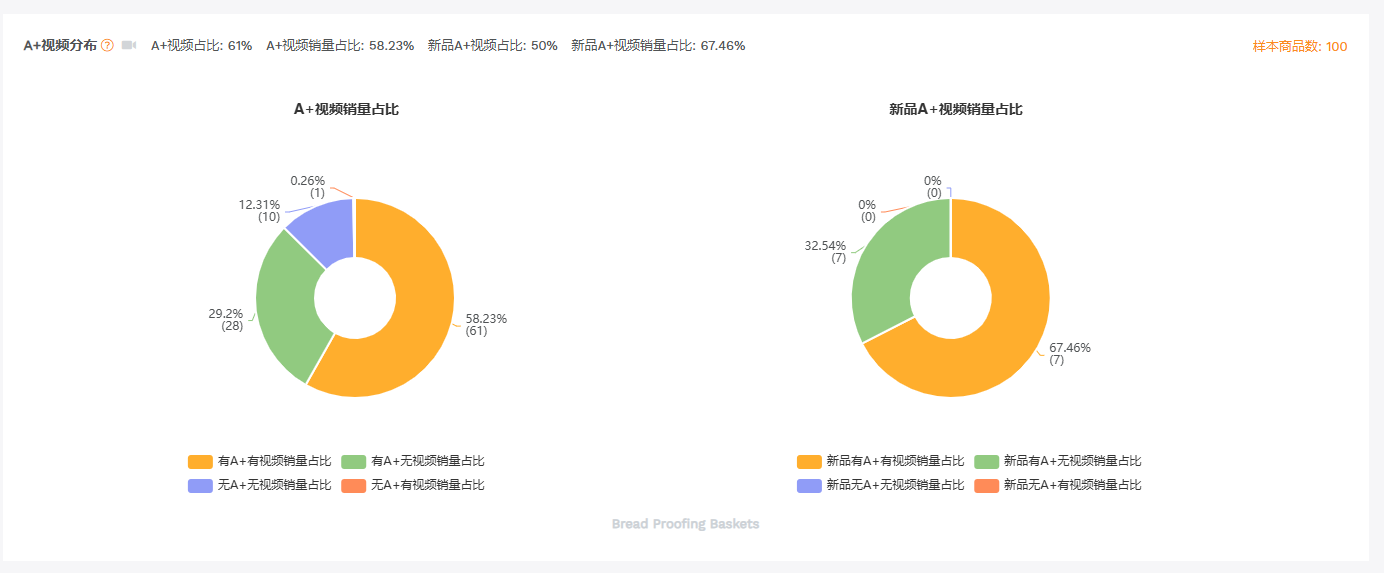 A+视频分布 ? A+视频占比: 61% A+视频销量占比: 58.23% 新品A+视频占比: 50% 新品A+视频销量占比: 67.46% 样本商品数: 100
A+视频销量占比
0.26%
(1)
12.31%
(10)
29.2%
(28)
58.23%
(61)
有A+有视频销量占比 有A+无视频销量占比
无A+无视频销量占比 无A+有视频销量占比
新品A+视频销量占比
0%
(0)
0%
(0)
32.54%
(7)
67.46%
(7)
新品有A+有视频销量占比 新品有A+无视频销量占比
新品无A+无视频销量占比 新品无A+有视频销量占比
Bread Proofing Baskets